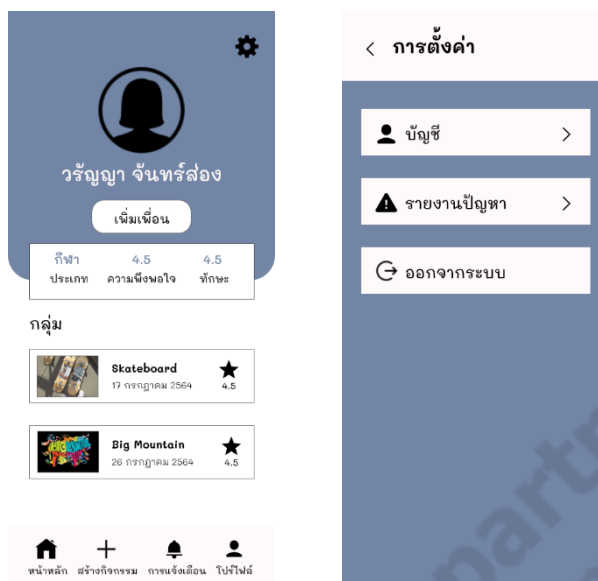 วรัญญา จันทร์ส่อง
เพิ่มเพื่อน
กีฬา 4.5 4.5
ประเภท ความพึงพอใจ ทักษะ
กลุ่ม
Skateboard
17 กรกฎาคม 2564 4.5
Big Mountain
26 กรกฎาคม 2564 4.5
หน้าหลัก สร้างกิจกรรม การแจ้งเตือน โปรไฟล์
< การตั้งค่า
บัญชี >
รายงานปัญหา >
ออกจากระบบ